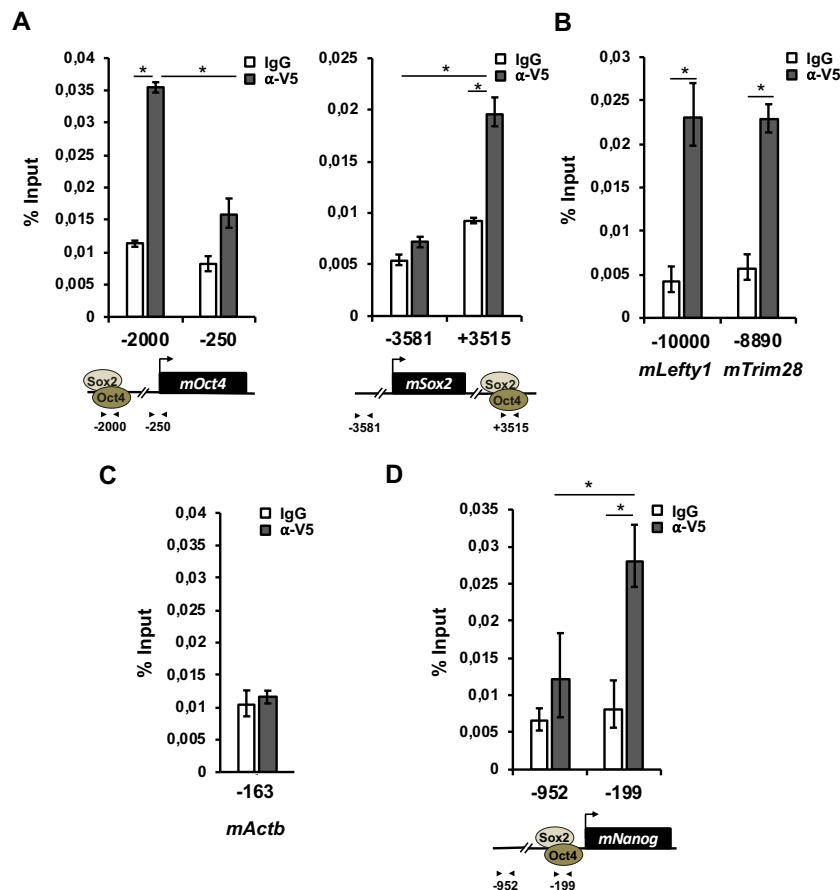 A
% Input
0,04
0,035
0,03
0,025
0,02
0,015
0,01
0,005
0
IgG
α-V5
*
*
-2000
-250
Sox2
Oct4
mOct4
-2000
-250
% Input
0,025
0,02
0,015
0,01
0,005
0
IgG
α-V5
*
*
-3581
+3515
mSox2
Sox2
Oct4
-3581
+3515
B
% Input
0,03
0,025
0,02
0,015
0,01
0,005
0
IgG
α-V5
*
*
-10000
-8890
mLefty1
mTrim28
C
% Input
0,04
0,035
0,03
0,025
0,02
0,015
0,01
0,005
0
IgG
α-V5
-163
mActb
D
% Input
0,035
0,03
0,025
0,02
0,015
0,01
0,005
0
IgG
α-V5
*
*
-952
-199
Sox2
Oct4
mNanog
-952
-199